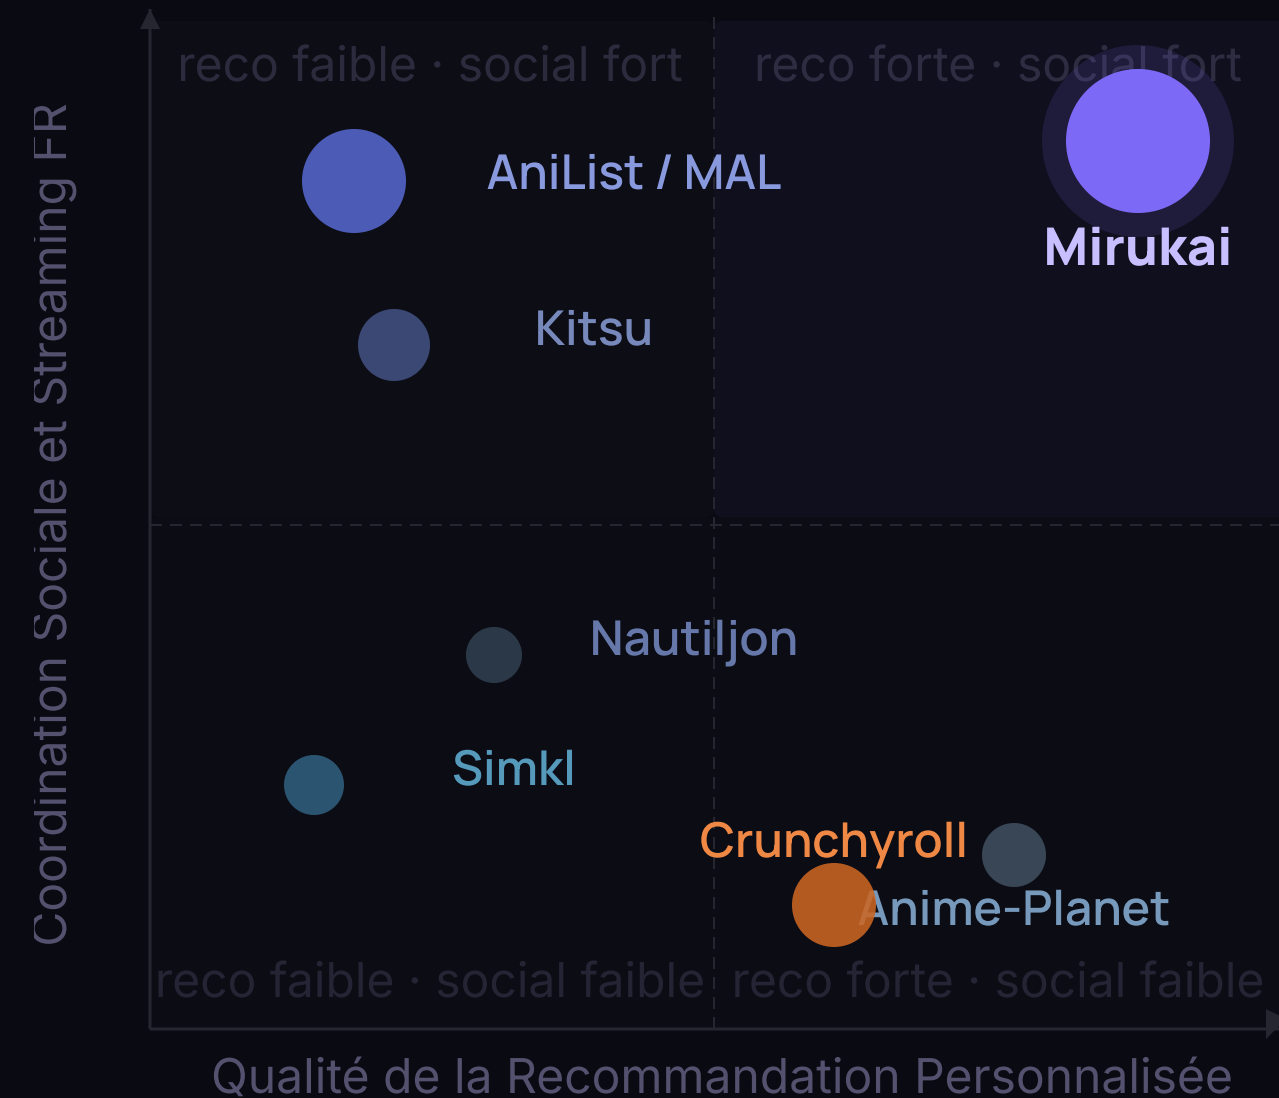 reco faible · social fort
reco forte · social fort
AniList / MAL
Mirukai
Kitsu
Coordination Sociale et Streaming FR
Nautiljon
Simkl
Crunchyroll
Anime-Planet
reco faible · social faible
reco forte · social faible
Qualité de la Recommandation Personnalisée